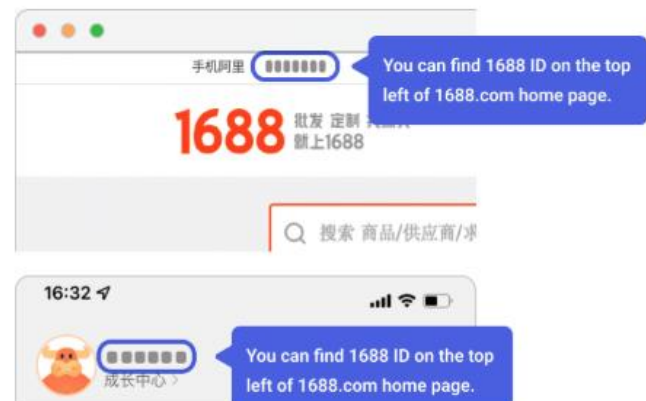 手机阿里
You can find 1688 ID on the top
left of 1688.com home page.
1688
批发 定制
就上1688
搜索 商品/供应商/求
16:32
You can find 1688 ID on the top
left of 1688.com home page.
成长中心 >